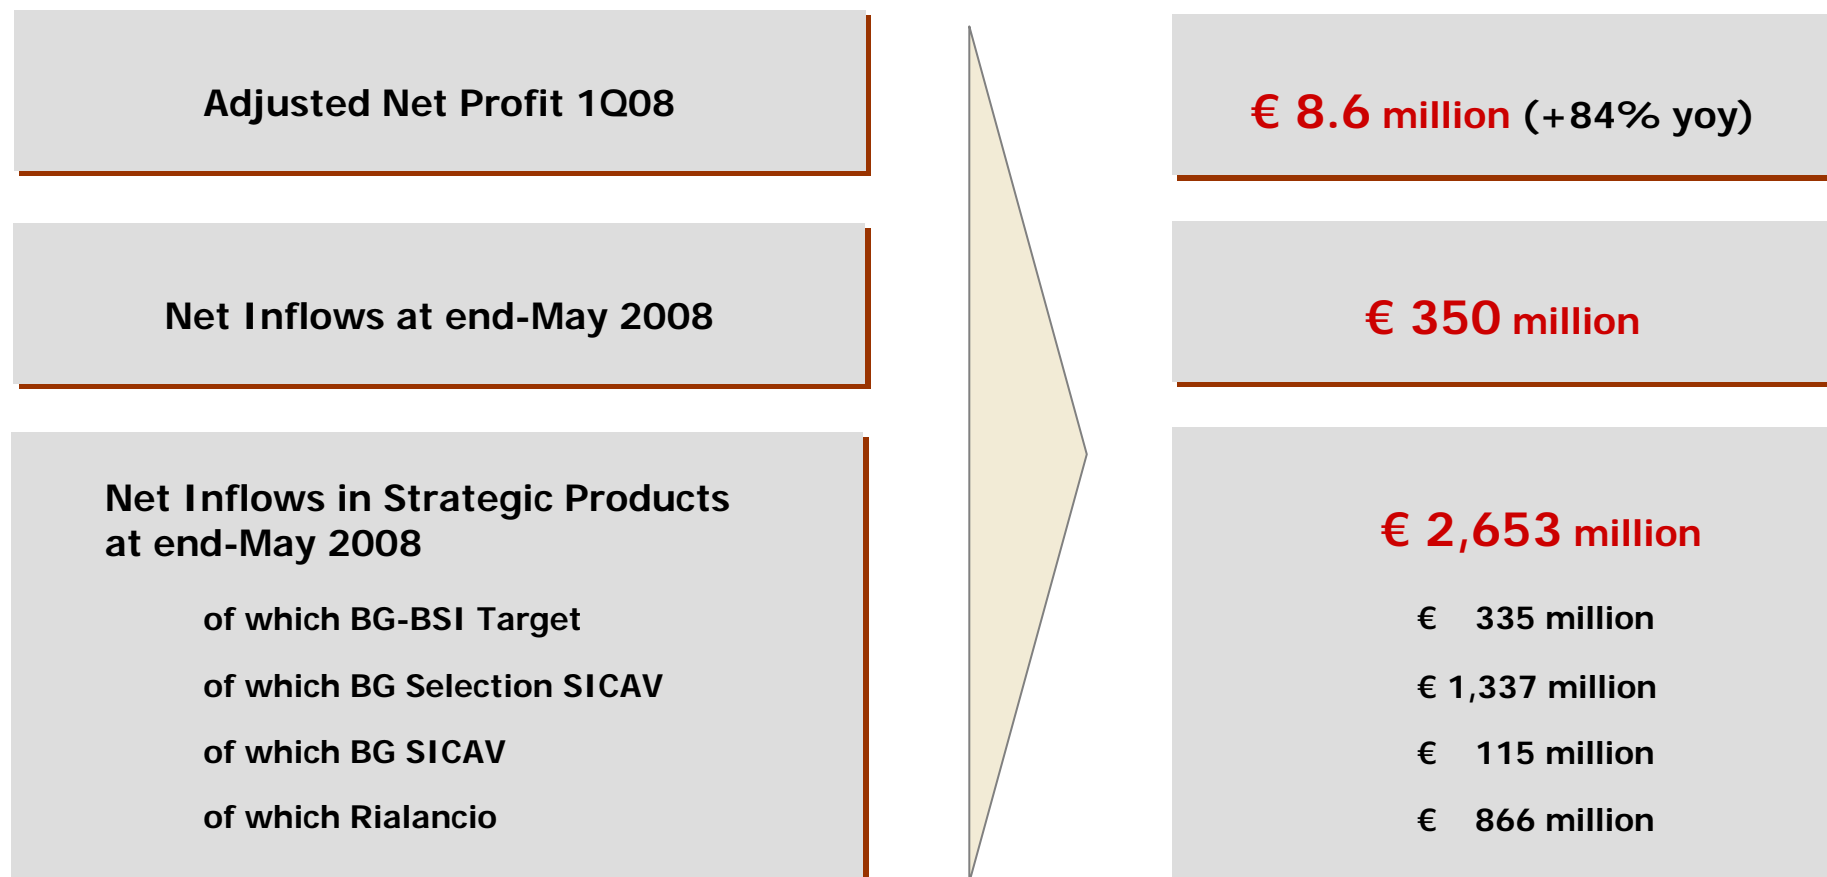 Adjusted Net Profit 1Q08
€ 8.6 million (+84% yoy)
Net Inflows at end-May 2008
€ 350 million
Net Inflows in Strategic Products
at end-May 2008
€ 2,653 million
of which BG-BSI Target
€ 335 million
of which BG Selection SICAV
€ 1,337 million
of which BG SICAV
€ 115 million
of which Rialancio
€ 866 million